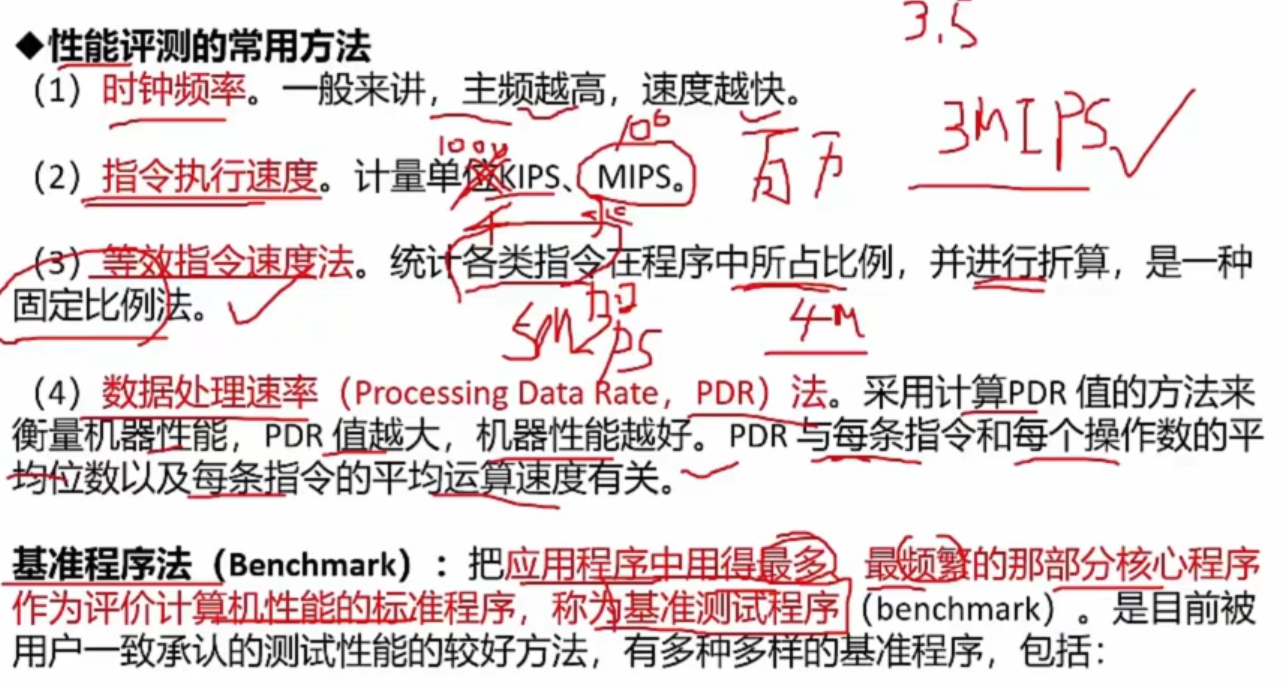 3.5
◆性能评测的常用方法
（1）时钟频率。一般来讲，主频越高，速度越快。
3MIPS
10⁶
百万
（2）指令执行速度。计量单位KIPS、MIPS。
（3）等效指令速度法。统计各类指令在程序中所占比例，并进行折算，是一种
固定比例法。
4M
（4）数据处理速率（Processing Data Rate，PDR）法。采用计算PDR 值的方法来
衡量机器性能，PDR 值越大，机器性能越好。PDR 与每条指令和每个操作数的平
均位数以及每条指令的平均运算速度有关。
基准程序法（Benchmark）：把应用程序中用得最多 最频繁的那部分核心程序
作为评价计算机性能的标准程序，称为基准测试程序（benchmark）。是目前被
用户一致承认的测试性能的较好方法，有多种多样的基准程序，包括：